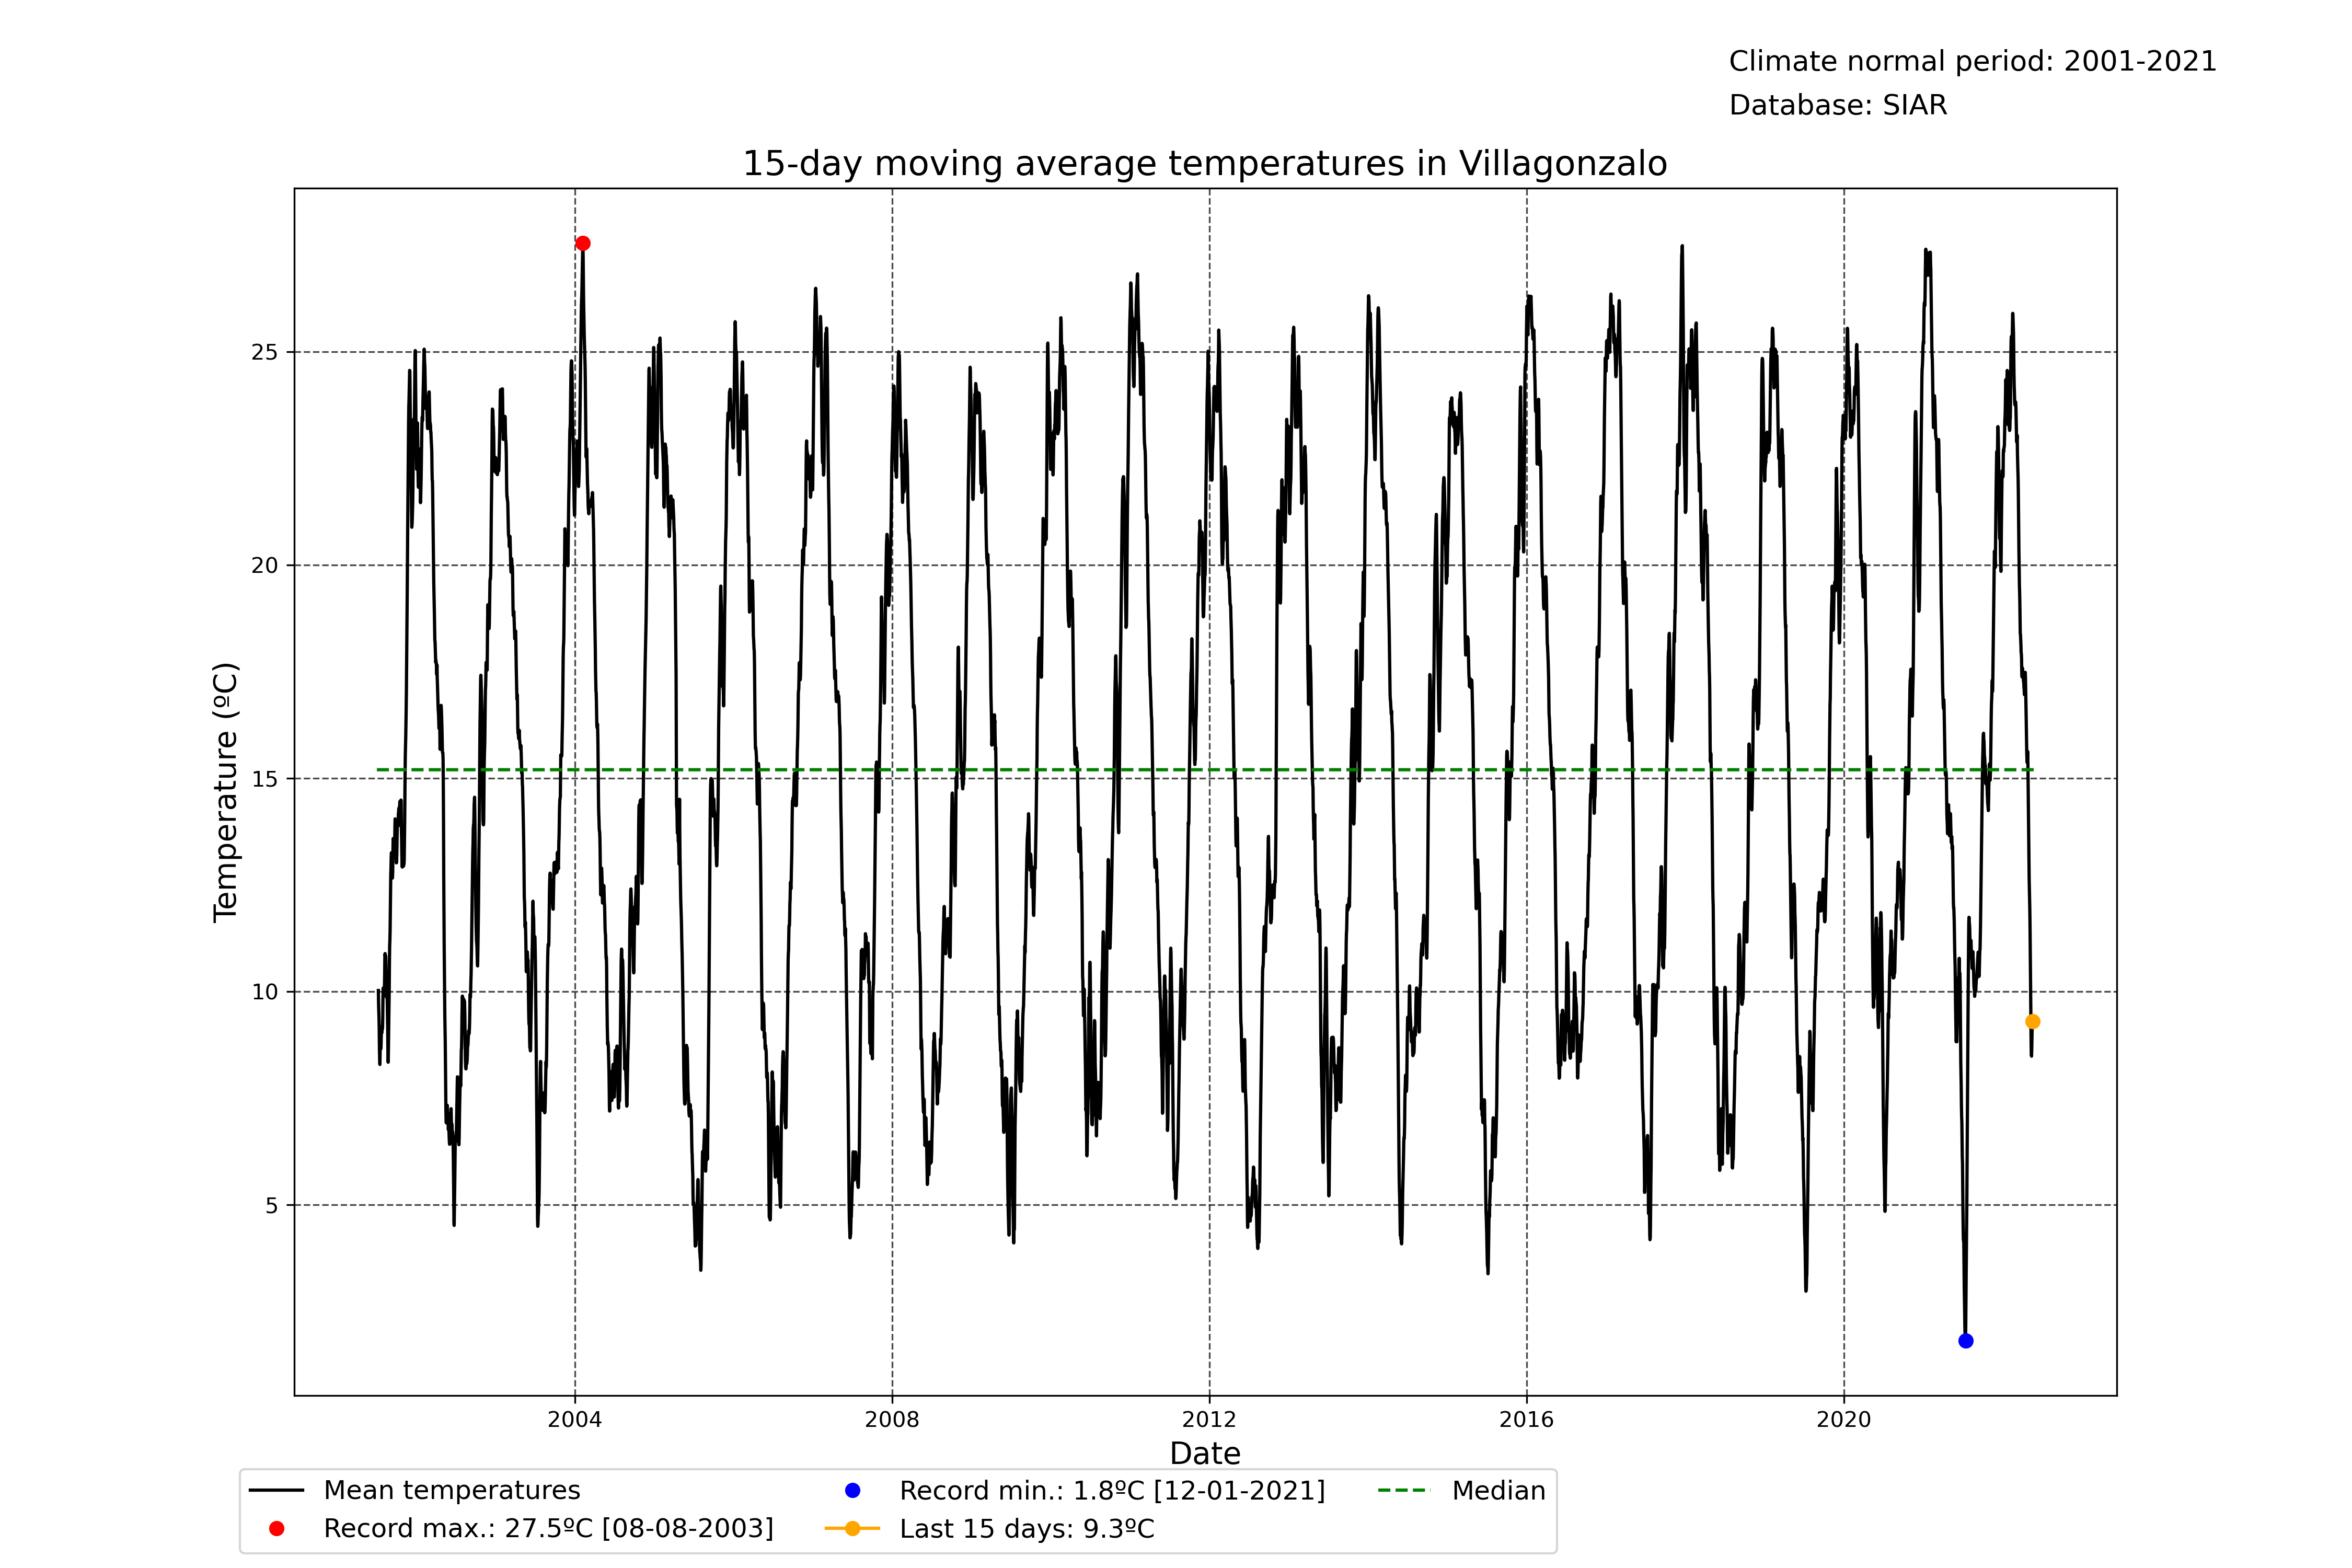 Climate normal period: 2001-2021
Database: SIAR
15-day moving average temperatures in Villagonzalo
25
20
15
10
5
Temperature (ºC)
2004 2008 2012 2016 2020
Date
Mean temperatures
Record max.: 27.5ºC [08-08-2003]
Record min.: 1.8ºC [12-01-2021]
Last 15 days: 9.3ºC
Median